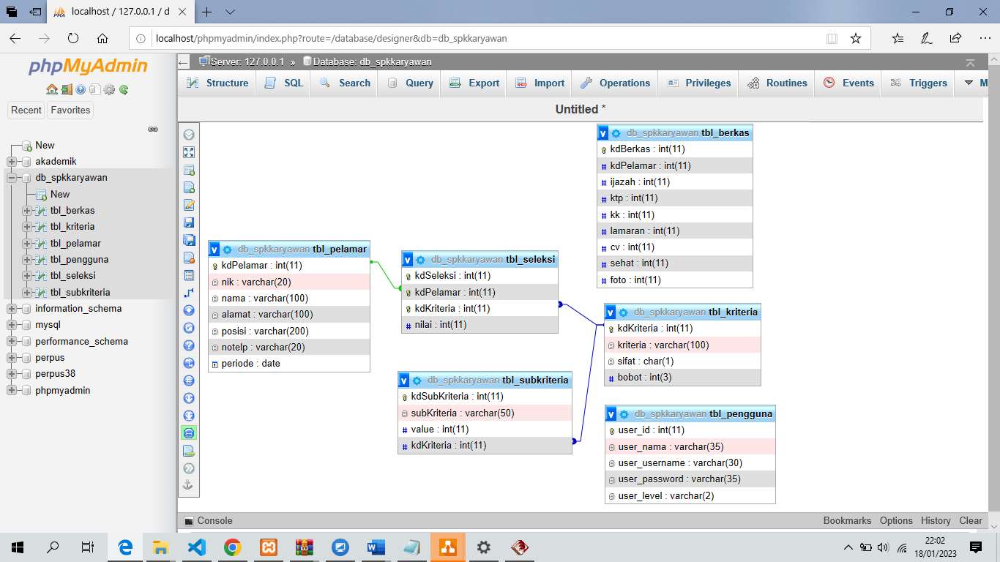 localhost / 127.0.0.1 / d
localhost/phpmyadmin/index.php?route=/database/designer&db=db_spkkaryawan
phpMyAdmin
Recent
Favorites
New
akademik
db_spkkaryawan
New
tbl_berkas
tbl_kriteria
tbl_pelamar
tbl_pengguna
tbl_seleksi
tbl_subkriteria
information_schema
mysql
performance_schema
perpus
perpus38
phpmyadmin
Server: 127.0.0.1 » Database: db_spkkaryawan
Structure SQL Search Query Export Import Operations Privileges Routines Events Triggers M
Untitled *
db_spkkaryawan tbl_berkas
kdBerkas : int(11)
kdPelamar : int(11)
ijazah : int(11)
ktp : int(11)
kk : int(11)
lamaran : int(11)
cv : int(11)
sehat : int(11)
foto : int(11)
db_spkkaryawan tbl_pelamar
kdPelamar : int(11)
nik : varchar(20)
nama : varchar(100)
alamat : varchar(100)
posisi : varchar(200)
notelp : varchar(20)
periode : date
db_spkkaryawan tbl_seleksi
kdSeleksi : int(11)
kdPelamar : int(11)
kdKriteria : int(11)
nilai : int(11)
db_spkkaryawan tbl_kriteria
kdKriteria : int(11)
kriteria : varchar(100)
sifat : char(1)
bobot : int(3)
db_spkkaryawan tbl_subkriteria
kdSubKriteria : int(11)
subKriteria : varchar(50)
value : int(11)
kdKriteria : int(11)
db_spkkaryawan tbl_pengguna
user_id : int(11)
user_nama : varchar(35)
user_username : varchar(30)
user_password : varchar(35)
user_level : varchar(2)
Console
Bookmarks Options History Clear
22:02
18/01/2023